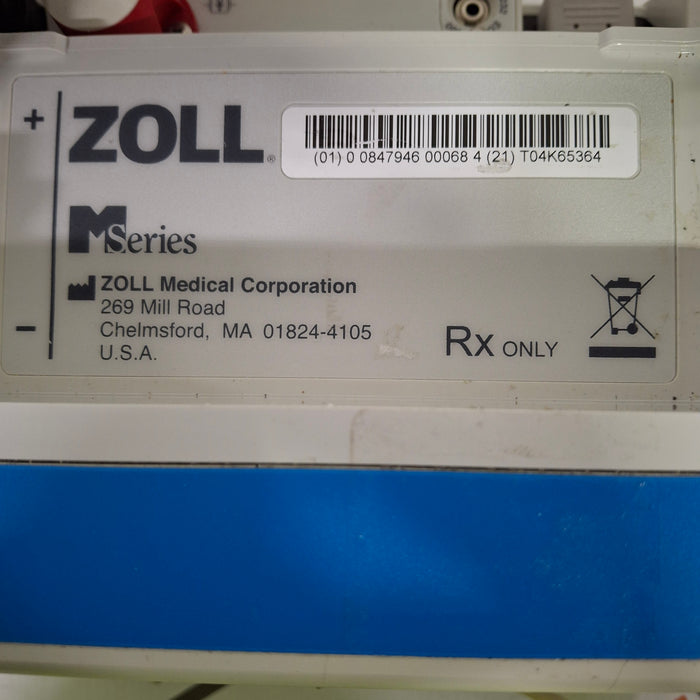 +
ZOLL®
(01) 0 0847946 00068 4 (21) T04K65364
M Series
ZOLL Medical Corporation
269 Mill Road
Chelmsford, MA 01824-4105
U.S.A.
Rx ONLY
−